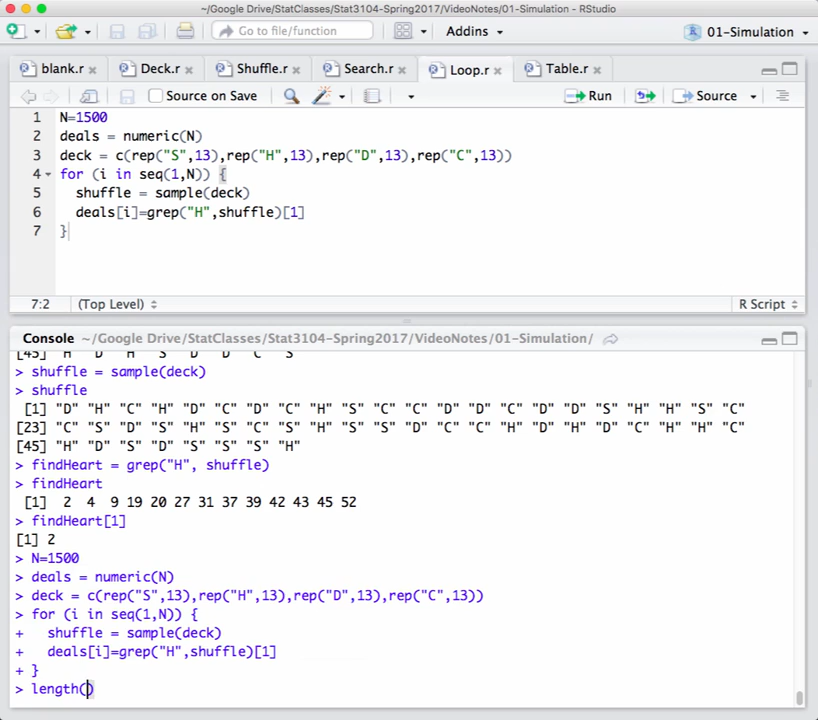 ~/Google Drive/StatClasses/Stat3104-Spring2017/VideoNotes/01-Simulation - RStudio
Go to file/function Addins 01-Simulation
blank.r Deck.r Shuffle.r Search.r Loop.r Table.r
Source on Save Run Source
1 N=1500
2 deals = numeric(N)
3 deck = c(rep("S",13),rep("H",13),rep("D",13),rep("C",13))
4 for (i in seq(1,N)) {
5 shuffle = sample(deck)
6 deals[i]=grep("H",shuffle)[1]
7 }
7:2 (Top Level) R Script
Console ~/Google Drive/StatClasses/Stat3104-Spring2017/VideoNotes/01-Simulation/
[45] "H" "D" "H" "S" "D" "D" "C" "S"
> shuffle = sample(deck)
> shuffle
[1] "D" "H" "C" "H" "D" "C" "D" "C" "H" "S" "C" "C" "D" "D" "C" "D" "D" "S" "H" "H" "S" "C"
[23] "C" "S" "D" "S" "H" "S" "C" "S" "H" "S" "S" "D" "C" "C" "H" "D" "H" "D" "C" "H" "H" "C"
[45] "H" "D" "S" "D" "S" "S" "S" "H"
> findHeart = grep("H", shuffle)
> findHeart
[1] 2 4 9 19 20 27 31 37 39 42 43 45 52
> findHeart[1]
[1] 2
> N=1500
> deals = numeric(N)
> deck = c(rep("S",13),rep("H",13),rep("D",13),rep("C",13))
> for (i in seq(1,N)) {
+ shuffle = sample(deck)
+ deals[i]=grep("H",shuffle)[1]
+ }
> length()